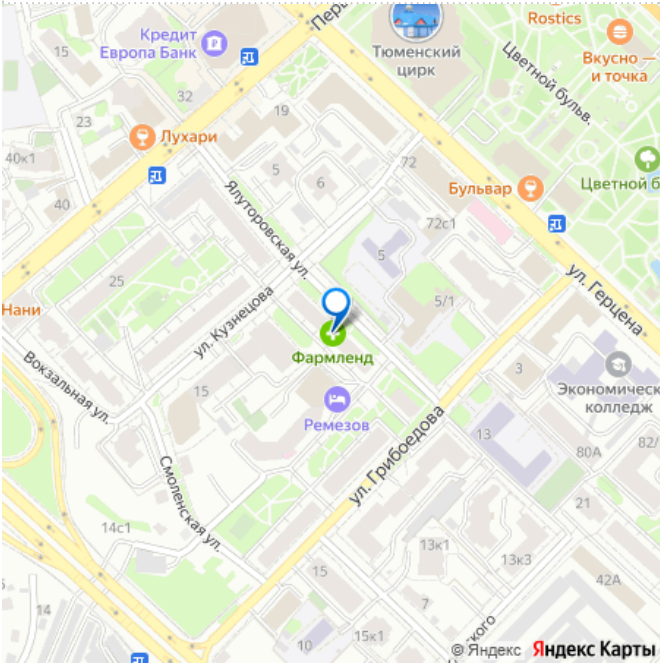 Rostics
Кредит
Европа Банк
Тюменский
цирк
Вкусно —
и точка
Цветной бульв.
15
32
23
19
Лухари
40к1
5
6
72
Бульвар
Цветной б
40
Ялуторовская ул.
72с1
5
25
5/1
ул. Герцена
Нани
ул. Кузнецова
Фармленд
Вокзальная ул.
15
3
Экономическ
колледж
Ремезов
ул. Грибоедова
13
80А
82/
Смоленская ул.
21
14с1
13к1
13к3
15
42А
14
7
15к1
10
© Яндекс Яндекс Карты